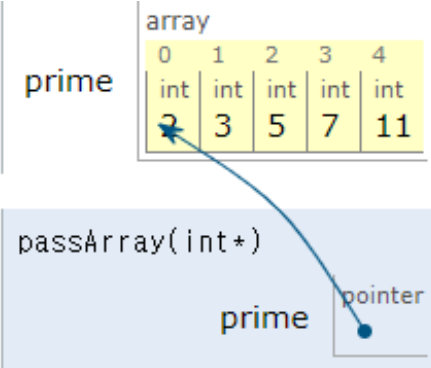 array
0 1 2 3 4
prime int int int int int
2 3 5 7 11
passArray(int*)
pointer
prime